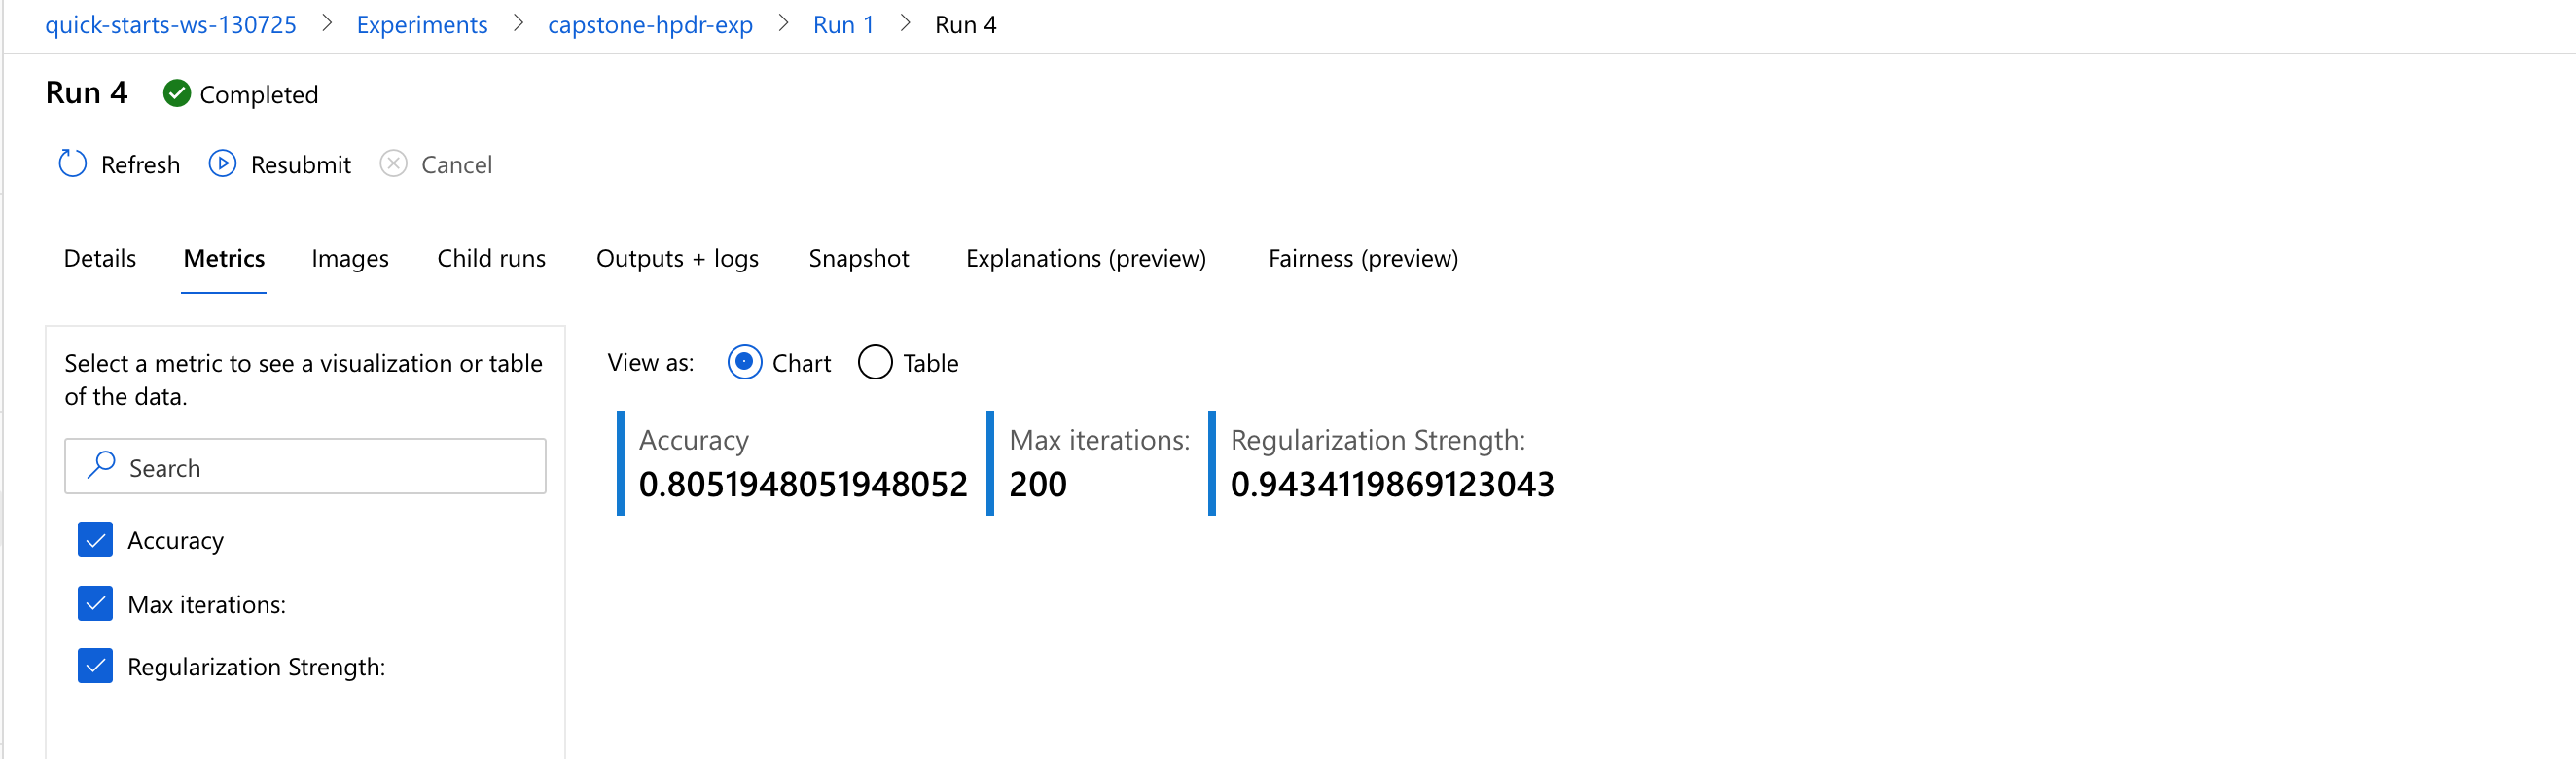 quick-starts-ws-130725 > Experiments > capstone-hpdr-exp > Run 1 > Run 4
Run 4 Completed
Refresh Resubmit Cancel
Details Metrics Images Child runs Outputs + logs Snapshot Explanations (preview) Fairness (preview)
Select a metric to see a visualization or table
of the data.
Search
Accuracy
Max iterations:
Regularization Strength:
View as: Chart Table
Accuracy
0.8051948051948052
Max iterations:
200
Regularization Strength:
0.9434119869123043